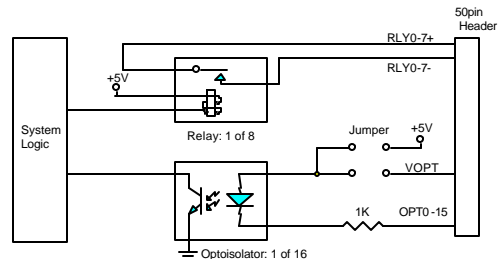 50pin
Header
RLY0-7+
RLY0-7-
+5V
System
Logic
Relay: 1 of 8
Jumper
+5V
VOPT
1K
OPT0-15
Optoisolator: 1 of 16